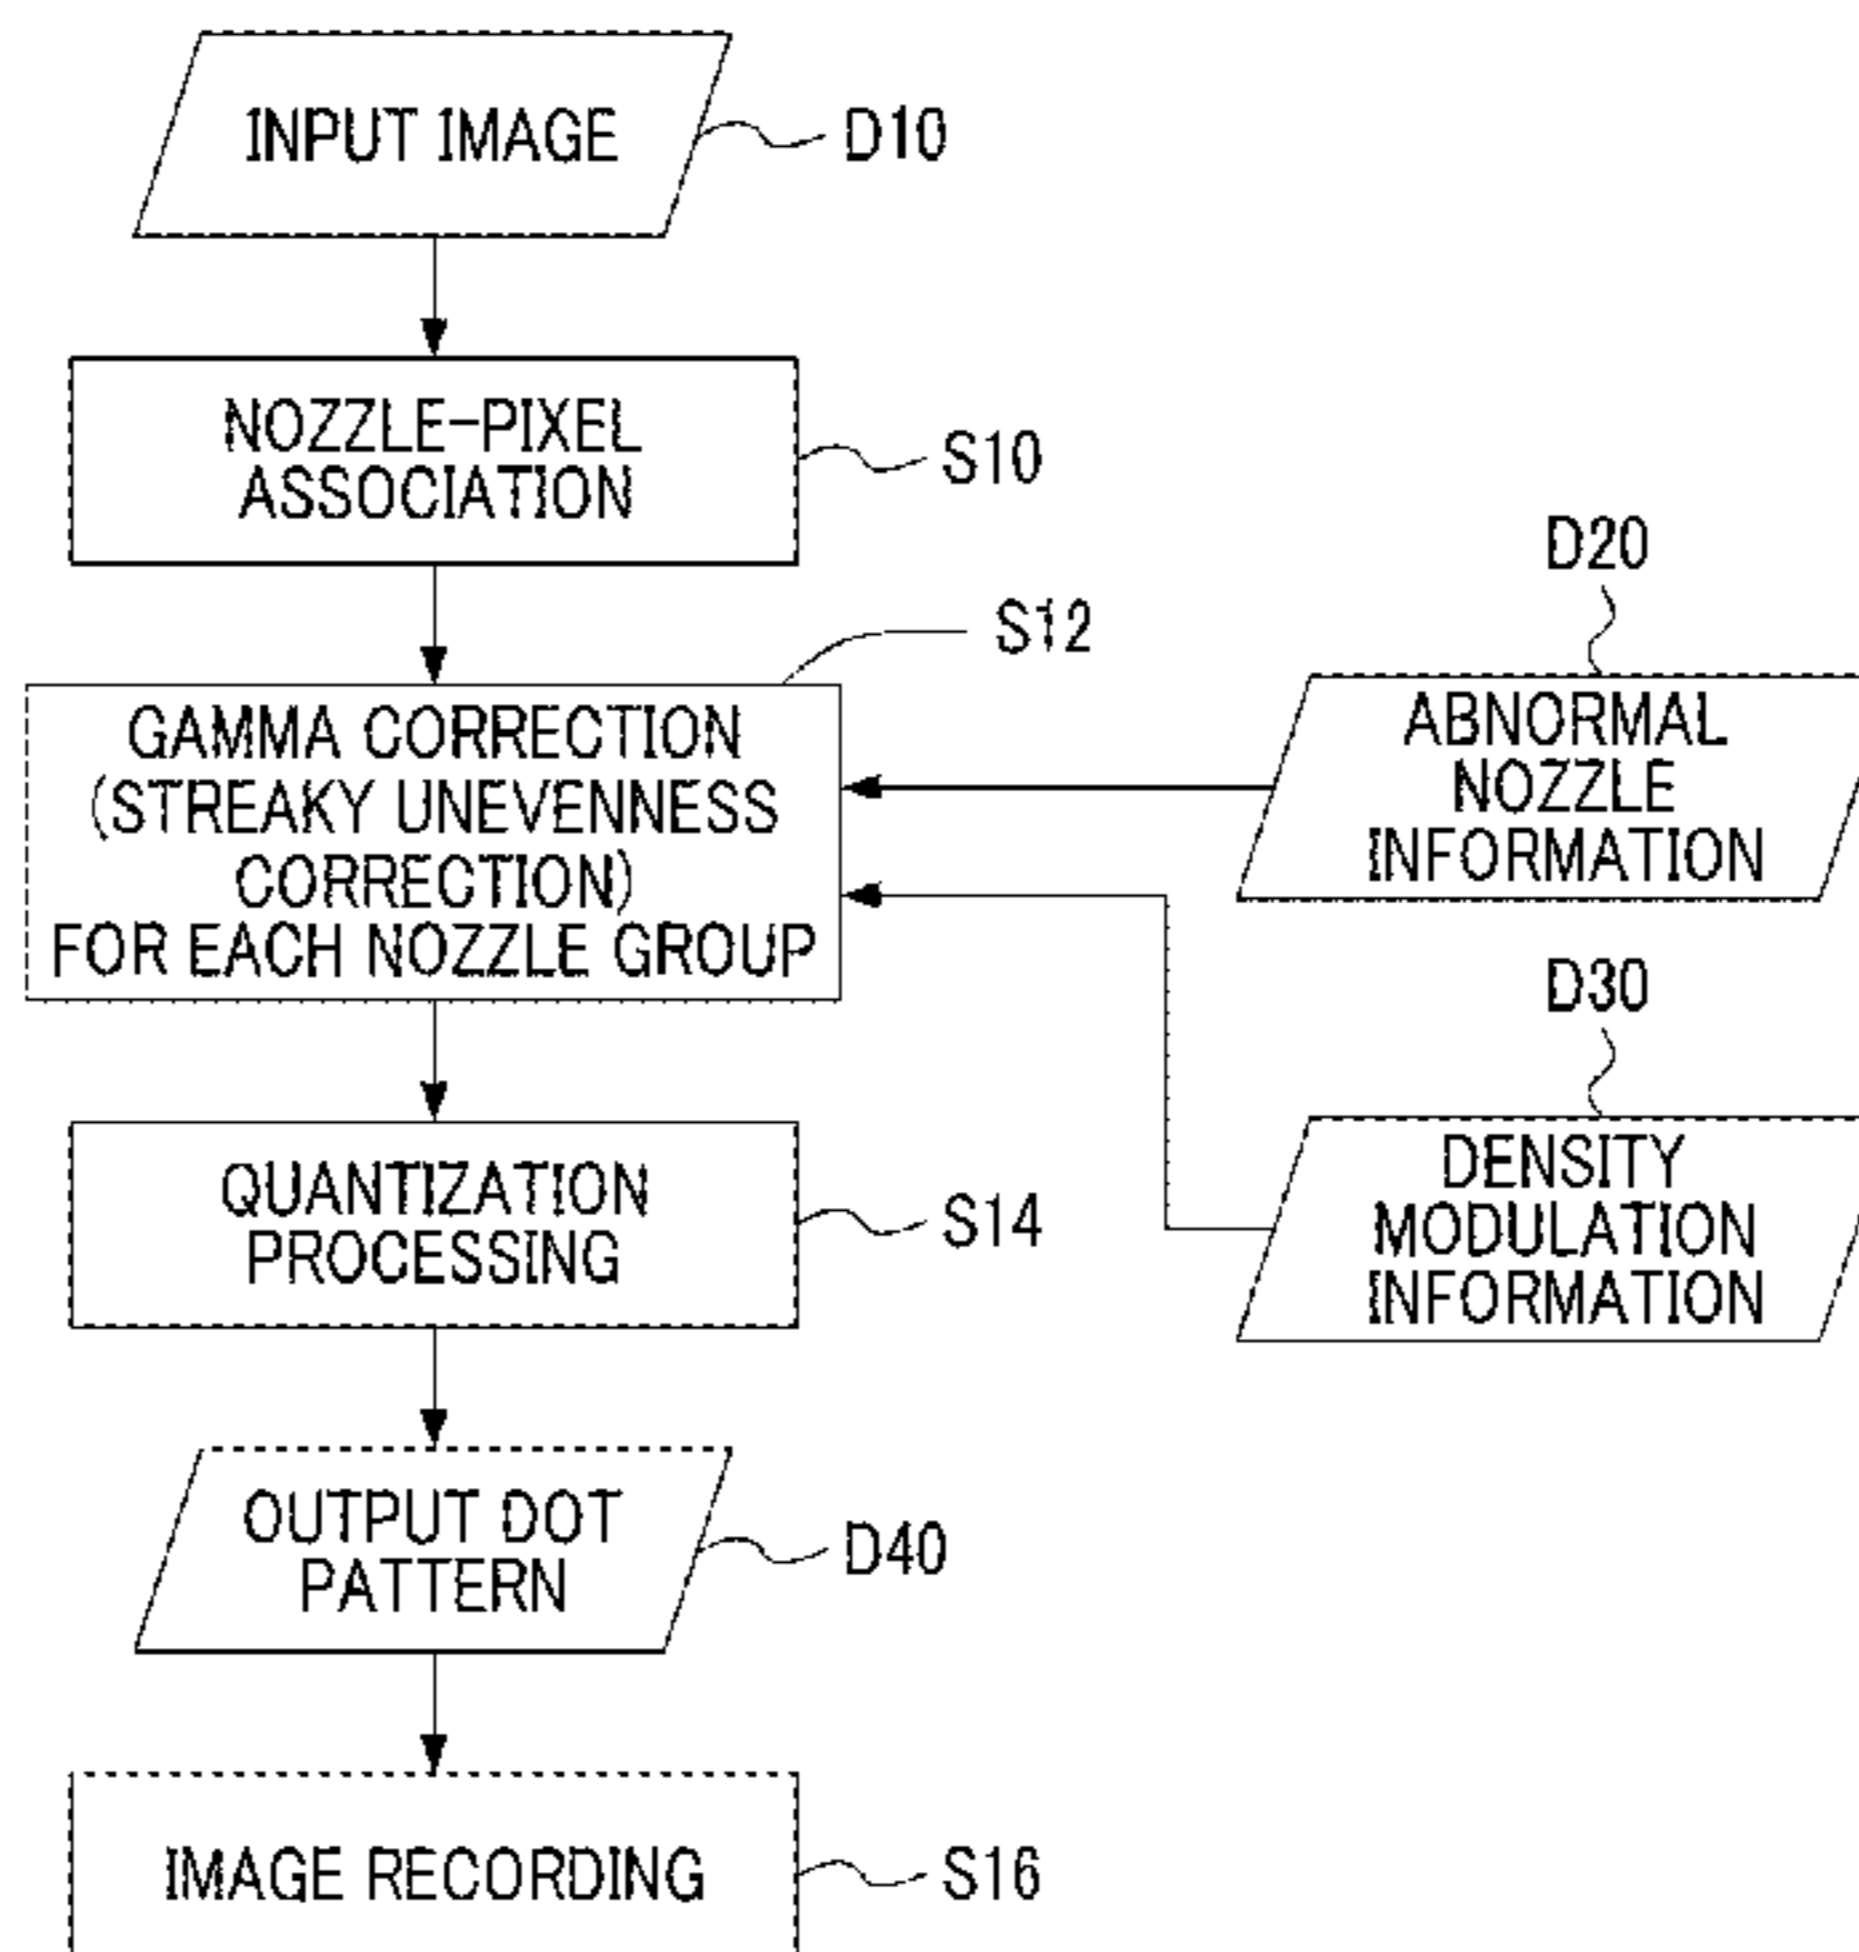 INPUT IMAGE
D10
NOZZLE-PIXEL
ASSOCIATION
S10
S12
GAMMA CORRECTION
(STREAKY UNEVENNESS
CORRECTION)
FOR EACH NOZZLE GROUP
D20
ABNORMAL
NOZZLE
INFORMATION
D30
DENSITY
MODULATION
INFORMATION
QUANTIZATION
PROCESSING
S14
OUTPUT DOT
PATTERN
D40
IMAGE RECORDING
S16